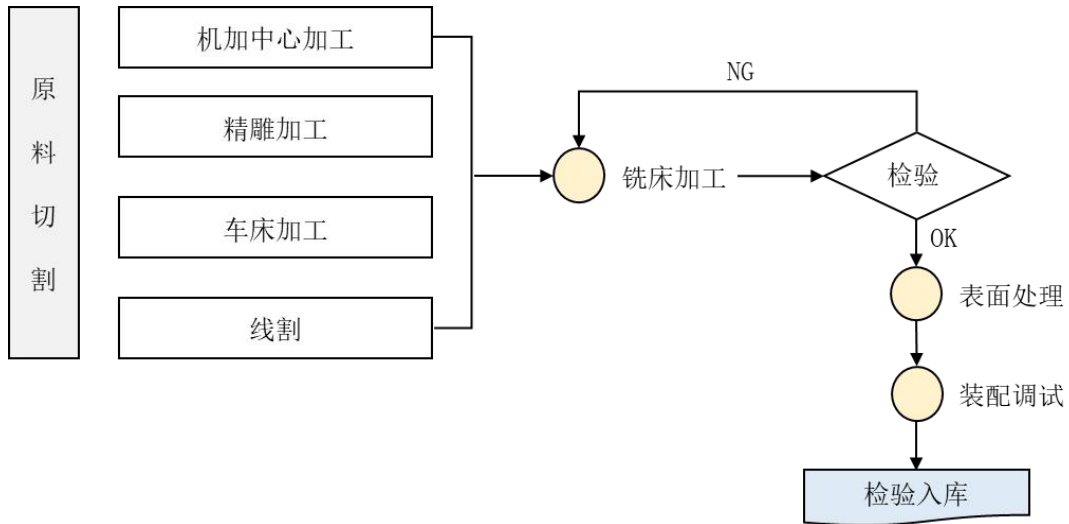 原料切割
机加中心加工
精雕加工
车床加工
线割
NG
铣床加工
检验
OK
表面处理
装配调试
检验入库